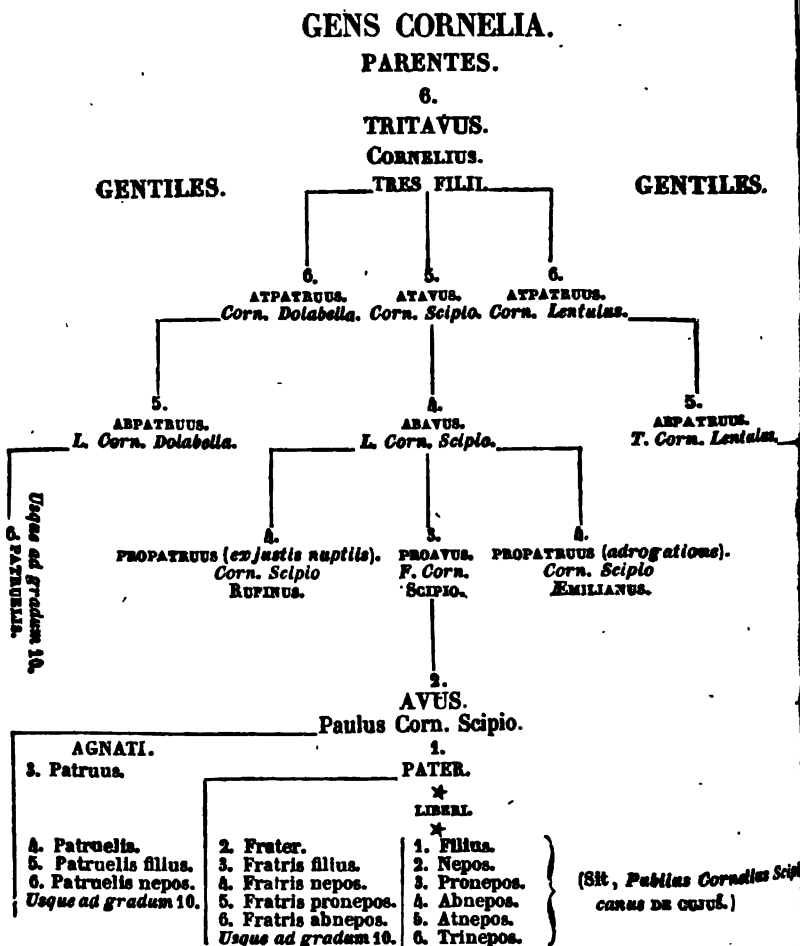 GENS CORNELIA.
PARENTES.
6.
TRITAVUS.
CORNELIUS.
GENTILES.
TRES FILII.
GENTILES.
6.
5.
6.
ATPATRUUS.
ATAVUS.
ATPATRUUS.
Corn. Dolabella.
Corn. Scipio.
Corn. Lentulus.
5.
4.
5.
ABPATRUUS.
ABAVUS.
ABPATRUUS.
L. Corn. Dolabella.
L. Corn. Scipio.
T. Corn. Lentulus.
6. PATRUELIS.
Usque ad gradum 10.
4.
3.
4.
PROPATRUUS (ex justis nuptiis).
PROAVUS.
PROPATRUUS (adrogatione).
Corn. Scipio
F. Corn.
Corn. Scipio
RUFINUS.
SCIPIO.
ÆMILIANUS.
2.
AVUS.
Paulus Corn. Scipio.
AGNATI.
1.
3. Patruus.
PATER.
LIBERI.
4. Patruelis.
5. Patruelis filius.
6. Patruelis nepos.
Usque ad gradum 10.
2. Frater.
3. Fratris filius.
4. Fratris nepos.
5. Fratris pronepos.
6. Fratris abnepos.
Usque ad gradum 10.
1. Filius.
2. Nepos.
3. Pronepos.
4. Abnepos.
5. Atnepos.
6. Trinepos.
(Sit, Publius Cornelius
canus DE CUJUS.)